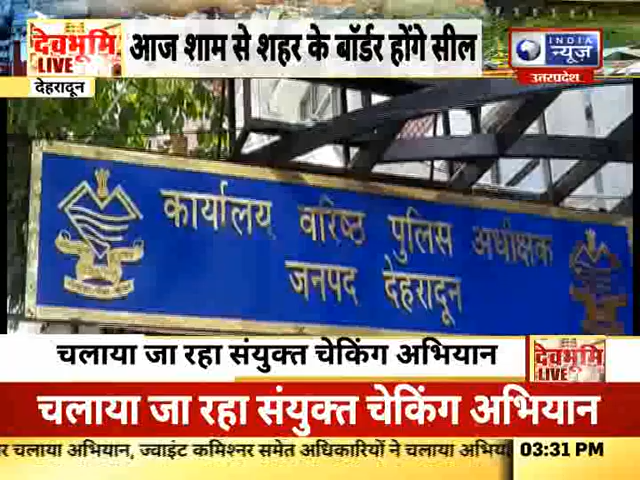 देवभूमि
LIVE
आज शाम से शहर के बॉर्डर होंगे सील
INDIA
न्यूज़
उत्तरप्रदेश
देहरादून
कार्यालय वरिष्ठ पुलिस अधीक्षक
जनपद देहरादून
चलाया जा रहा संयुक्त चेकिंग अभियान
देवभूमि
LIVE
चलाया जा रहा संयुक्त चेकिंग अभियान
र चलाया अभियान, ज्वाइंट कमिश्नर समेत अधिकारियों ने चलाया अभिय
03:31 PM